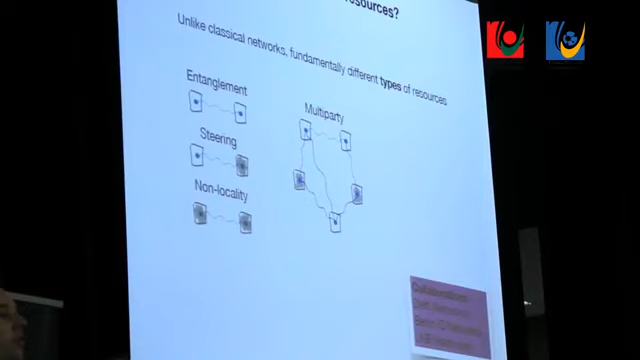 resources?
Unlike classical networks, fundamentally different types of resources
Entanglement
Steering
Non-locality
Multiparty